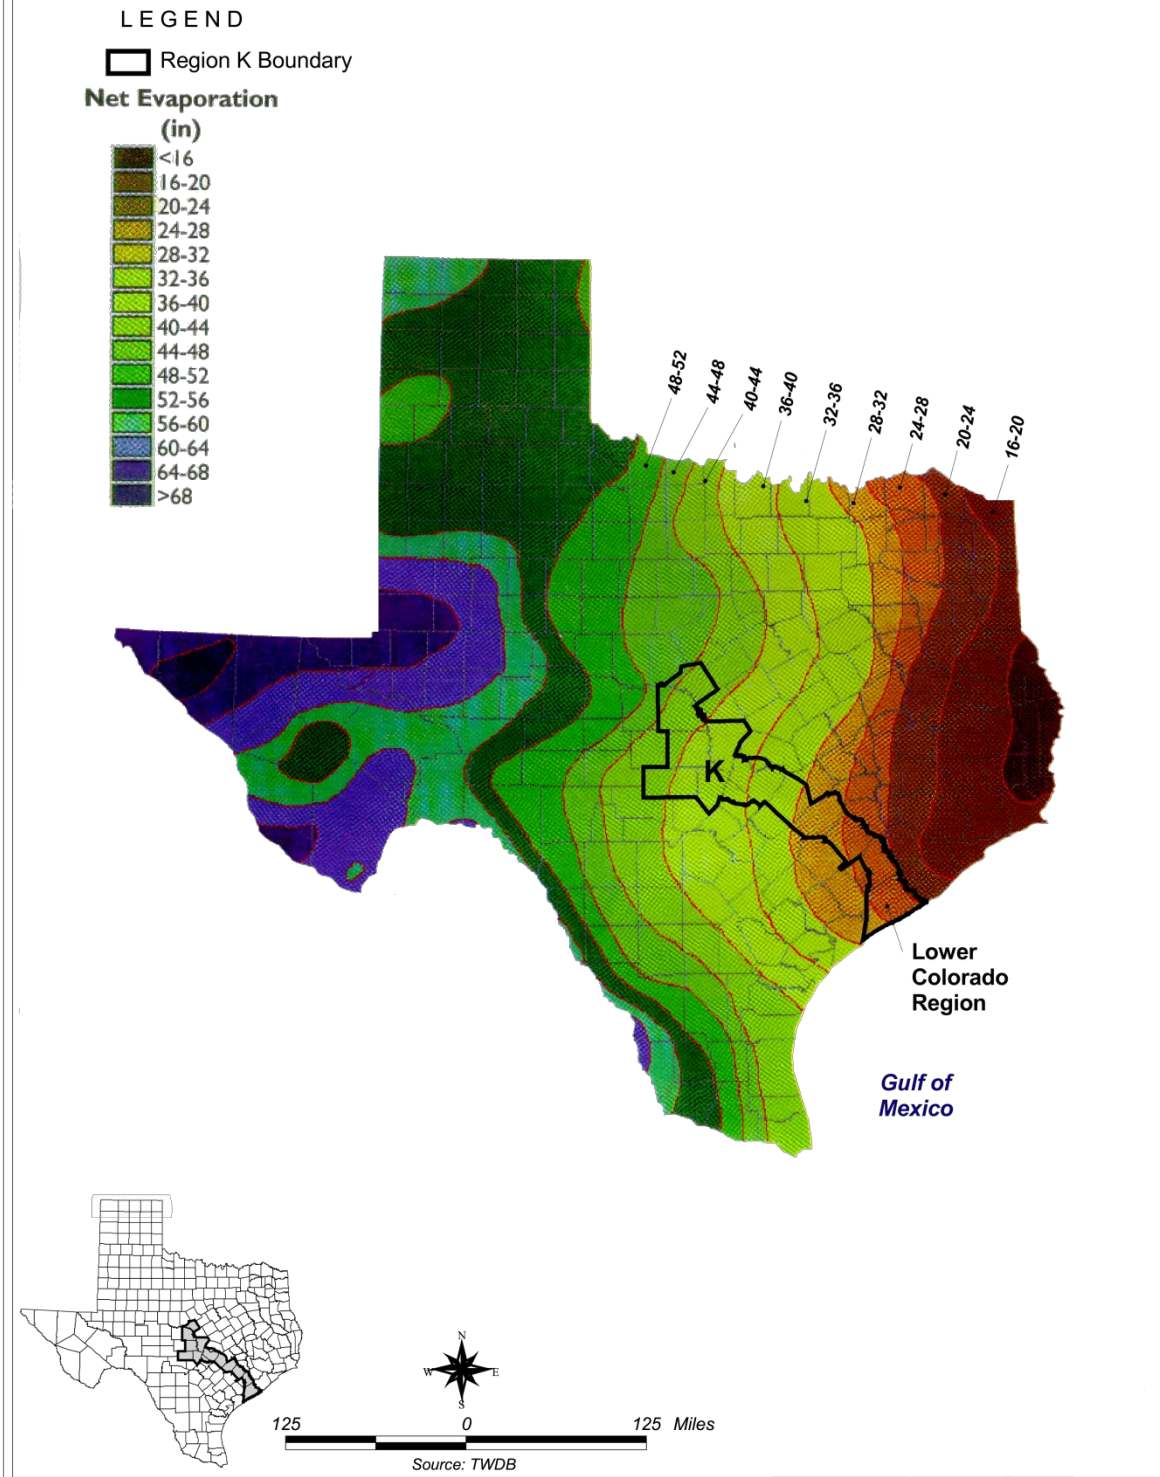 LEGEND
Region K Boundary
Net Evaporation
(in)
<16
16-20
20-24
24-28
28-32
32-36
36-40
40-44
44-48
48-52
52-56
56-60
60-64
64-68
>68
48-52
44-48
40-44
36-40
32-36
28-32
24-28
20-24
16-20
K
Lower
Colorado
Region
Gulf of
Mexico
N
W E
S
125 0 125 Miles
Source: TWDB